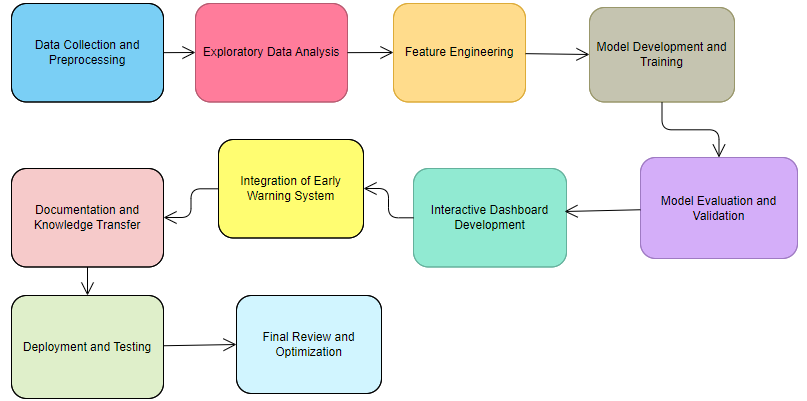 Data Collection and
Preprocessing
Exploratory Data Analysis
Feature Engineering
Model Development and
Training
Model Evaluation and
Validation
Interactive Dashboard
Development
Integration of Early
Warning System
Documentation and
Knowledge Transfer
Deployment and Testing
Final Review and
Optimization